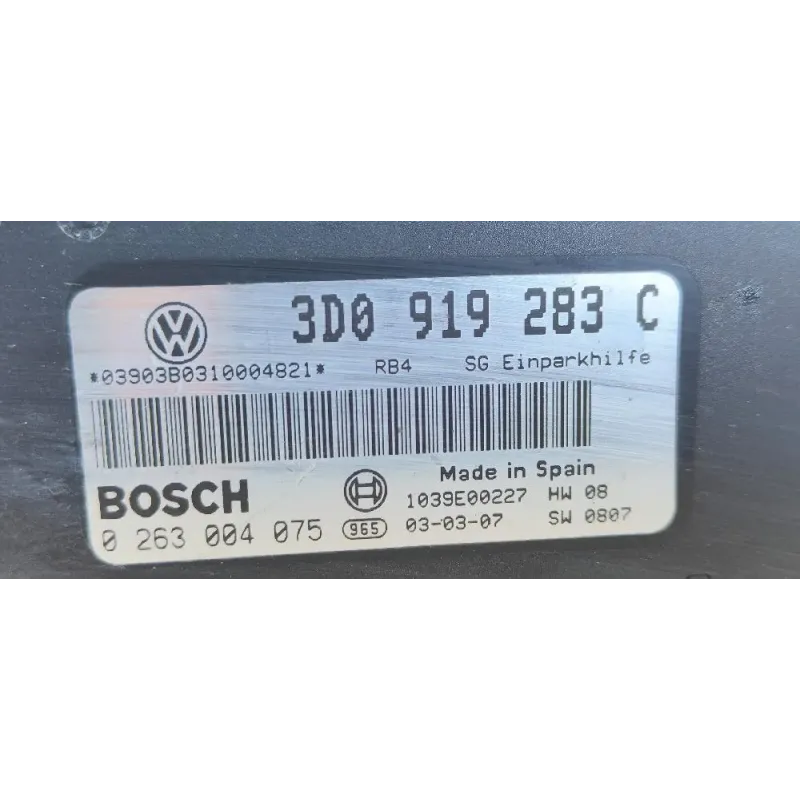 3D0 919 283 C
*03903B0310004821* RB4 SG Einparkhilfe
Made in Spain
BOSCH 1039E00227 HW 08
0 263 004 075 965 03-03-07 SW 0807